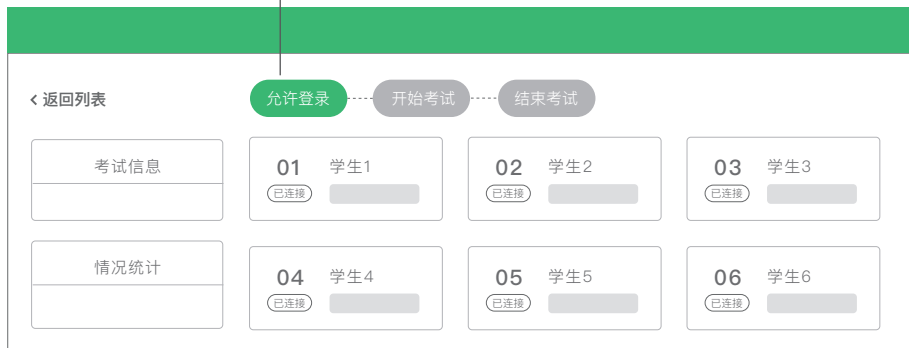 < 返回列表
允许登录 开始考试 结束考试
考试信息
01 学生1
已连接
02 学生2
已连接
03 学生3
已连接
情况统计
04 学生4
已连接
05 学生5
已连接
06 学生6
已连接